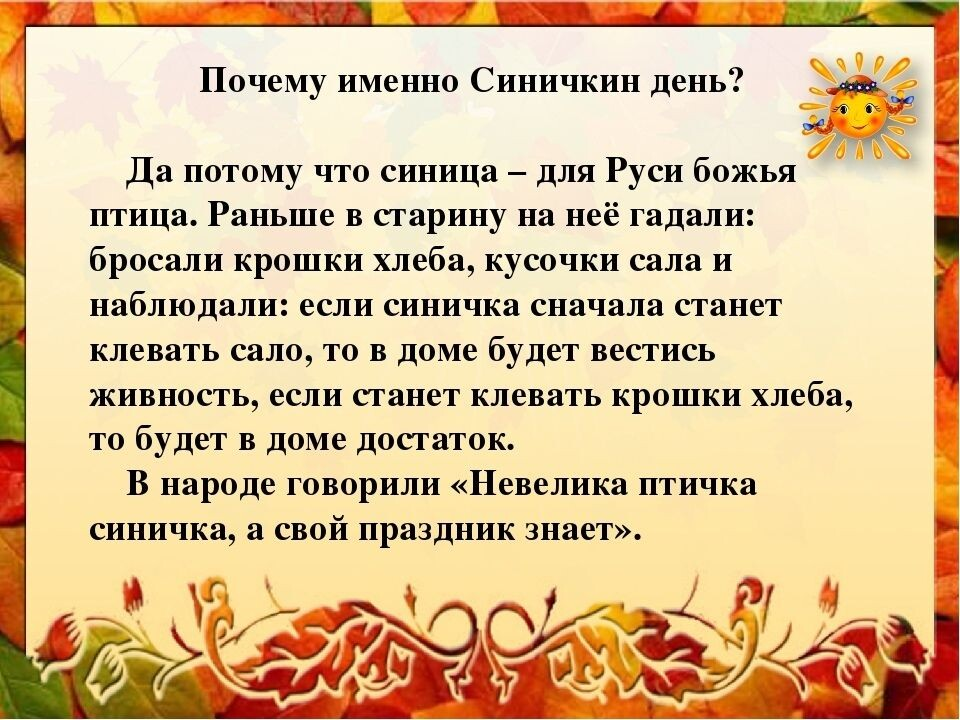 Почему именно Синичкин день?
Да потому что синица – для Руси божья
птица. Раньше в старину на неё гадали:
бросали крошки хлеба, кусочки сала и
наблюдали: если синичка сначала станет
клевать сало, то в доме будет вестись
живность, если станет клевать крошки хлеба,
то будет в доме достаток.
В народе говорили «Невелика птичка
синичка, а свой праздник знает».